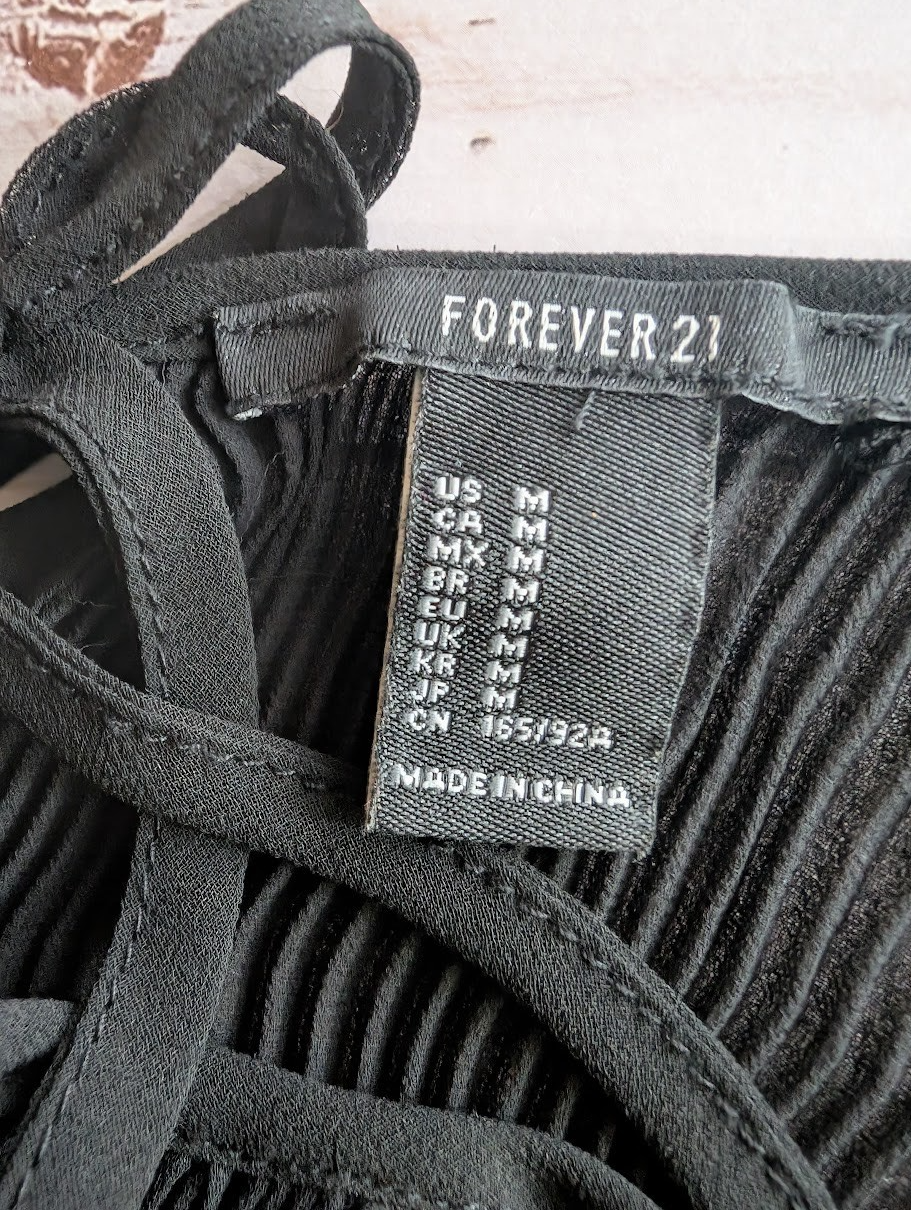 FOREVER 21
US M
CA M
MX M
BR M
EU M
UK M
KR M
JP M
CN 165/92A
MADE IN CHINA